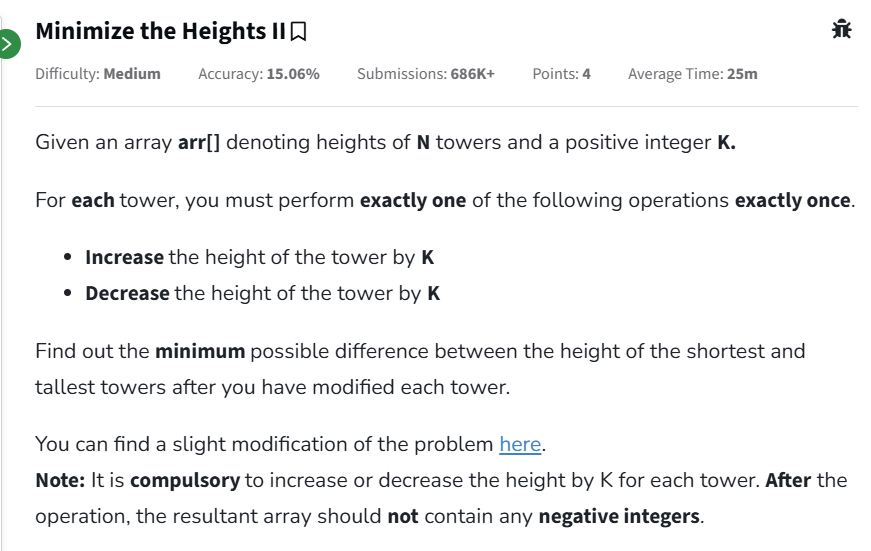 Minimize the Heights II
Difficulty: Medium Accuracy: 15.06% Submissions: 686K+ Points: 4 Average Time: 25m
Given an array arr[] denoting heights of N towers and a positive integer K.
For each tower, you must perform exactly one of the following operations exactly once.
• Increase the height of the tower by K
• Decrease the height of the tower by K
Find out the minimum possible difference between the height of the shortest and
tallest towers after you have modified each tower.
You can find a slight modification of the problem here.
Note: It is compulsory to increase or decrease the height by K for each tower. After the
operation, the resultant array should not contain any negative integers.